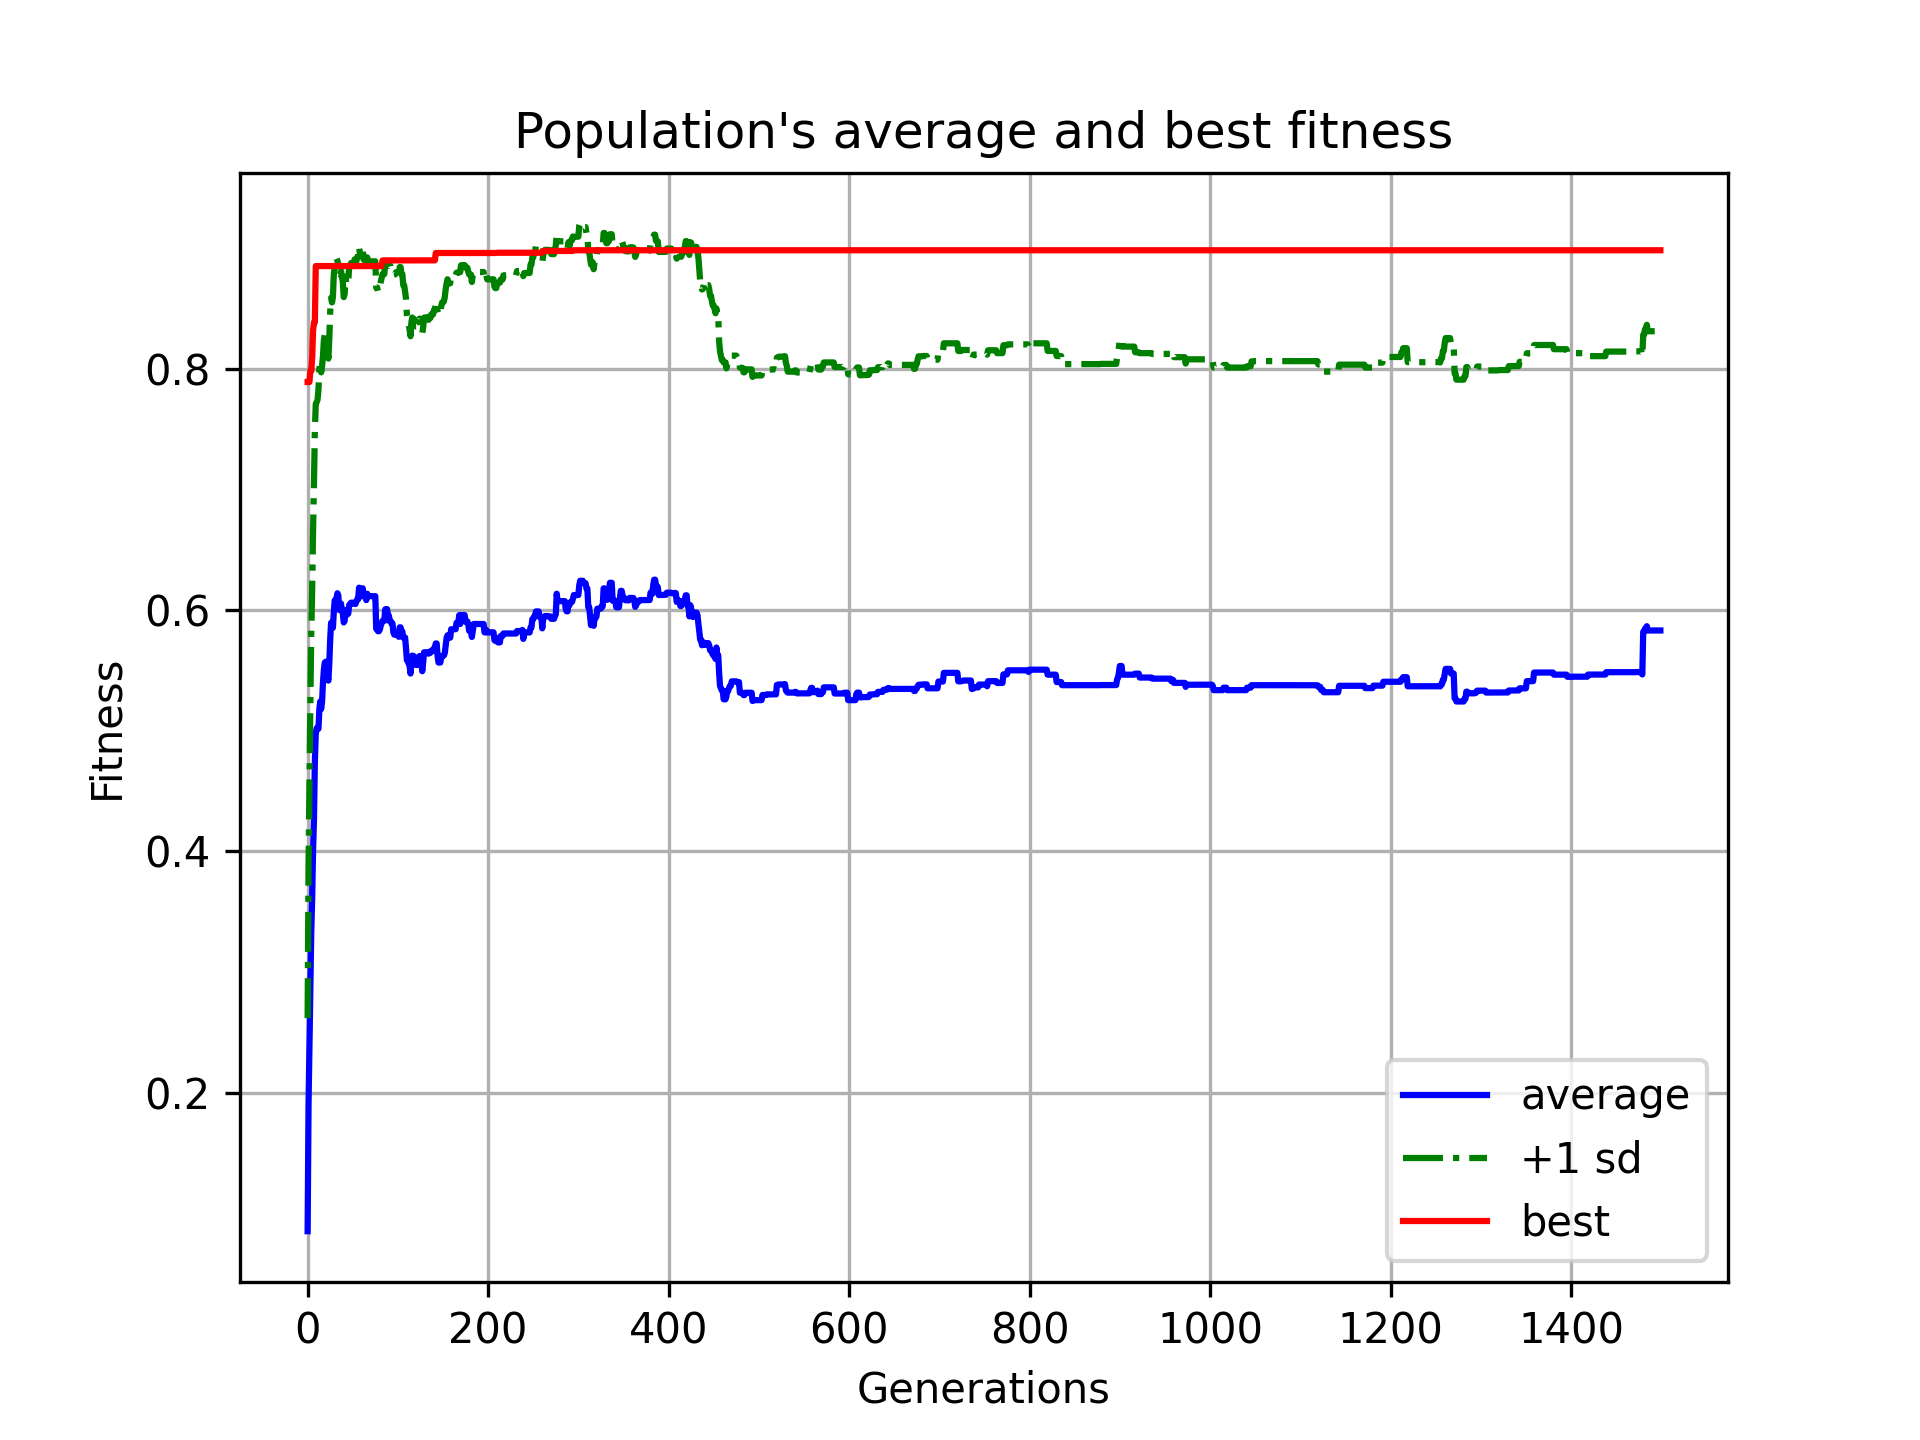 Population's average and best fitness
Fitness
0.8
0.6
0.4
0.2
average
+1 sd
best
0 200 400 600 800 1000 1200 1400
Generations